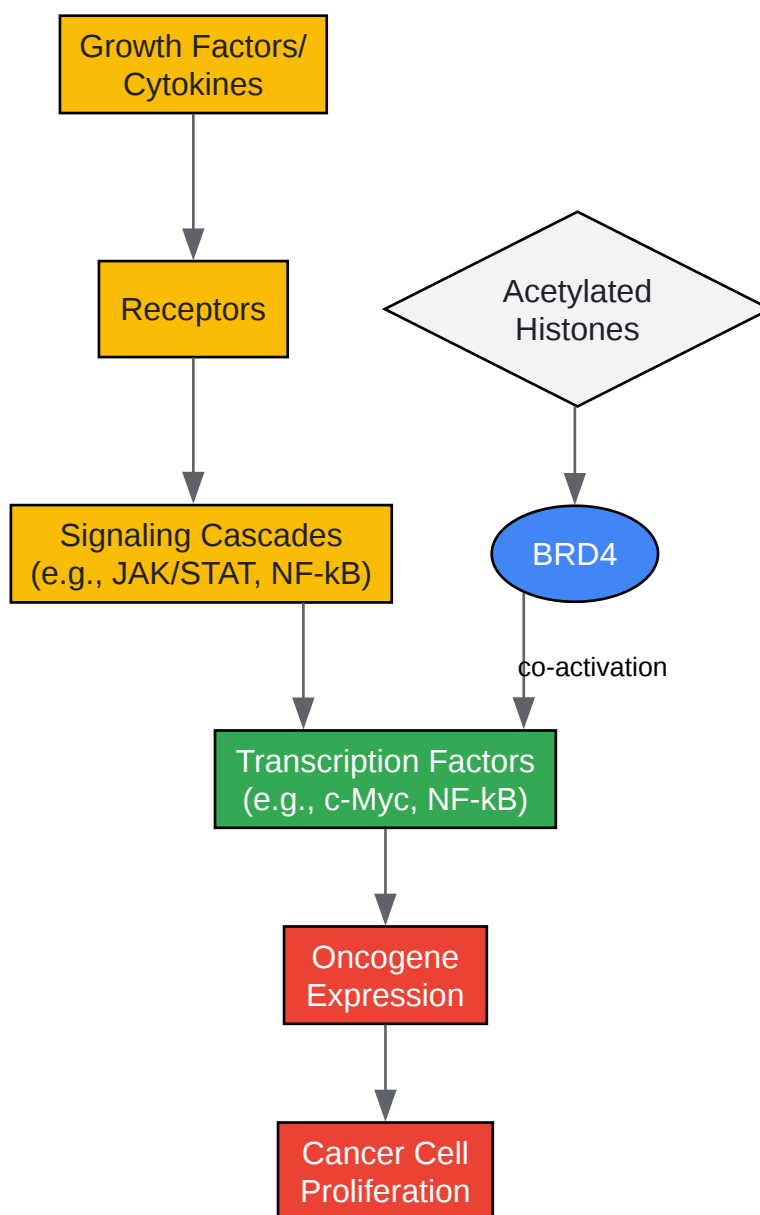 Growth Factors/
Cytokines
Receptors
Acetylated
Histones
Signaling Cascades
(e.g., JAK/STAT, NF-kB)
BRD4
co-activation
Transcription Factors
(e.g., c-Myc, NF-kB)
Oncogene
Expression
Cancer Cell
Proliferation